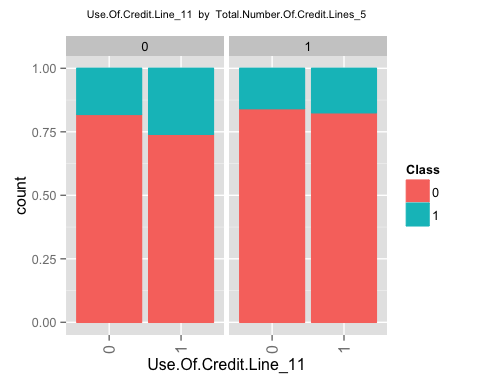 Use.Of.Credit.Line_11 by Total.Number.Of.Credit.Lines_5
0 1
1.00
0.75
0.50
0.25
0.00
count
0 1 0 1
Use.Of.Credit.Line_11
Class
0
1